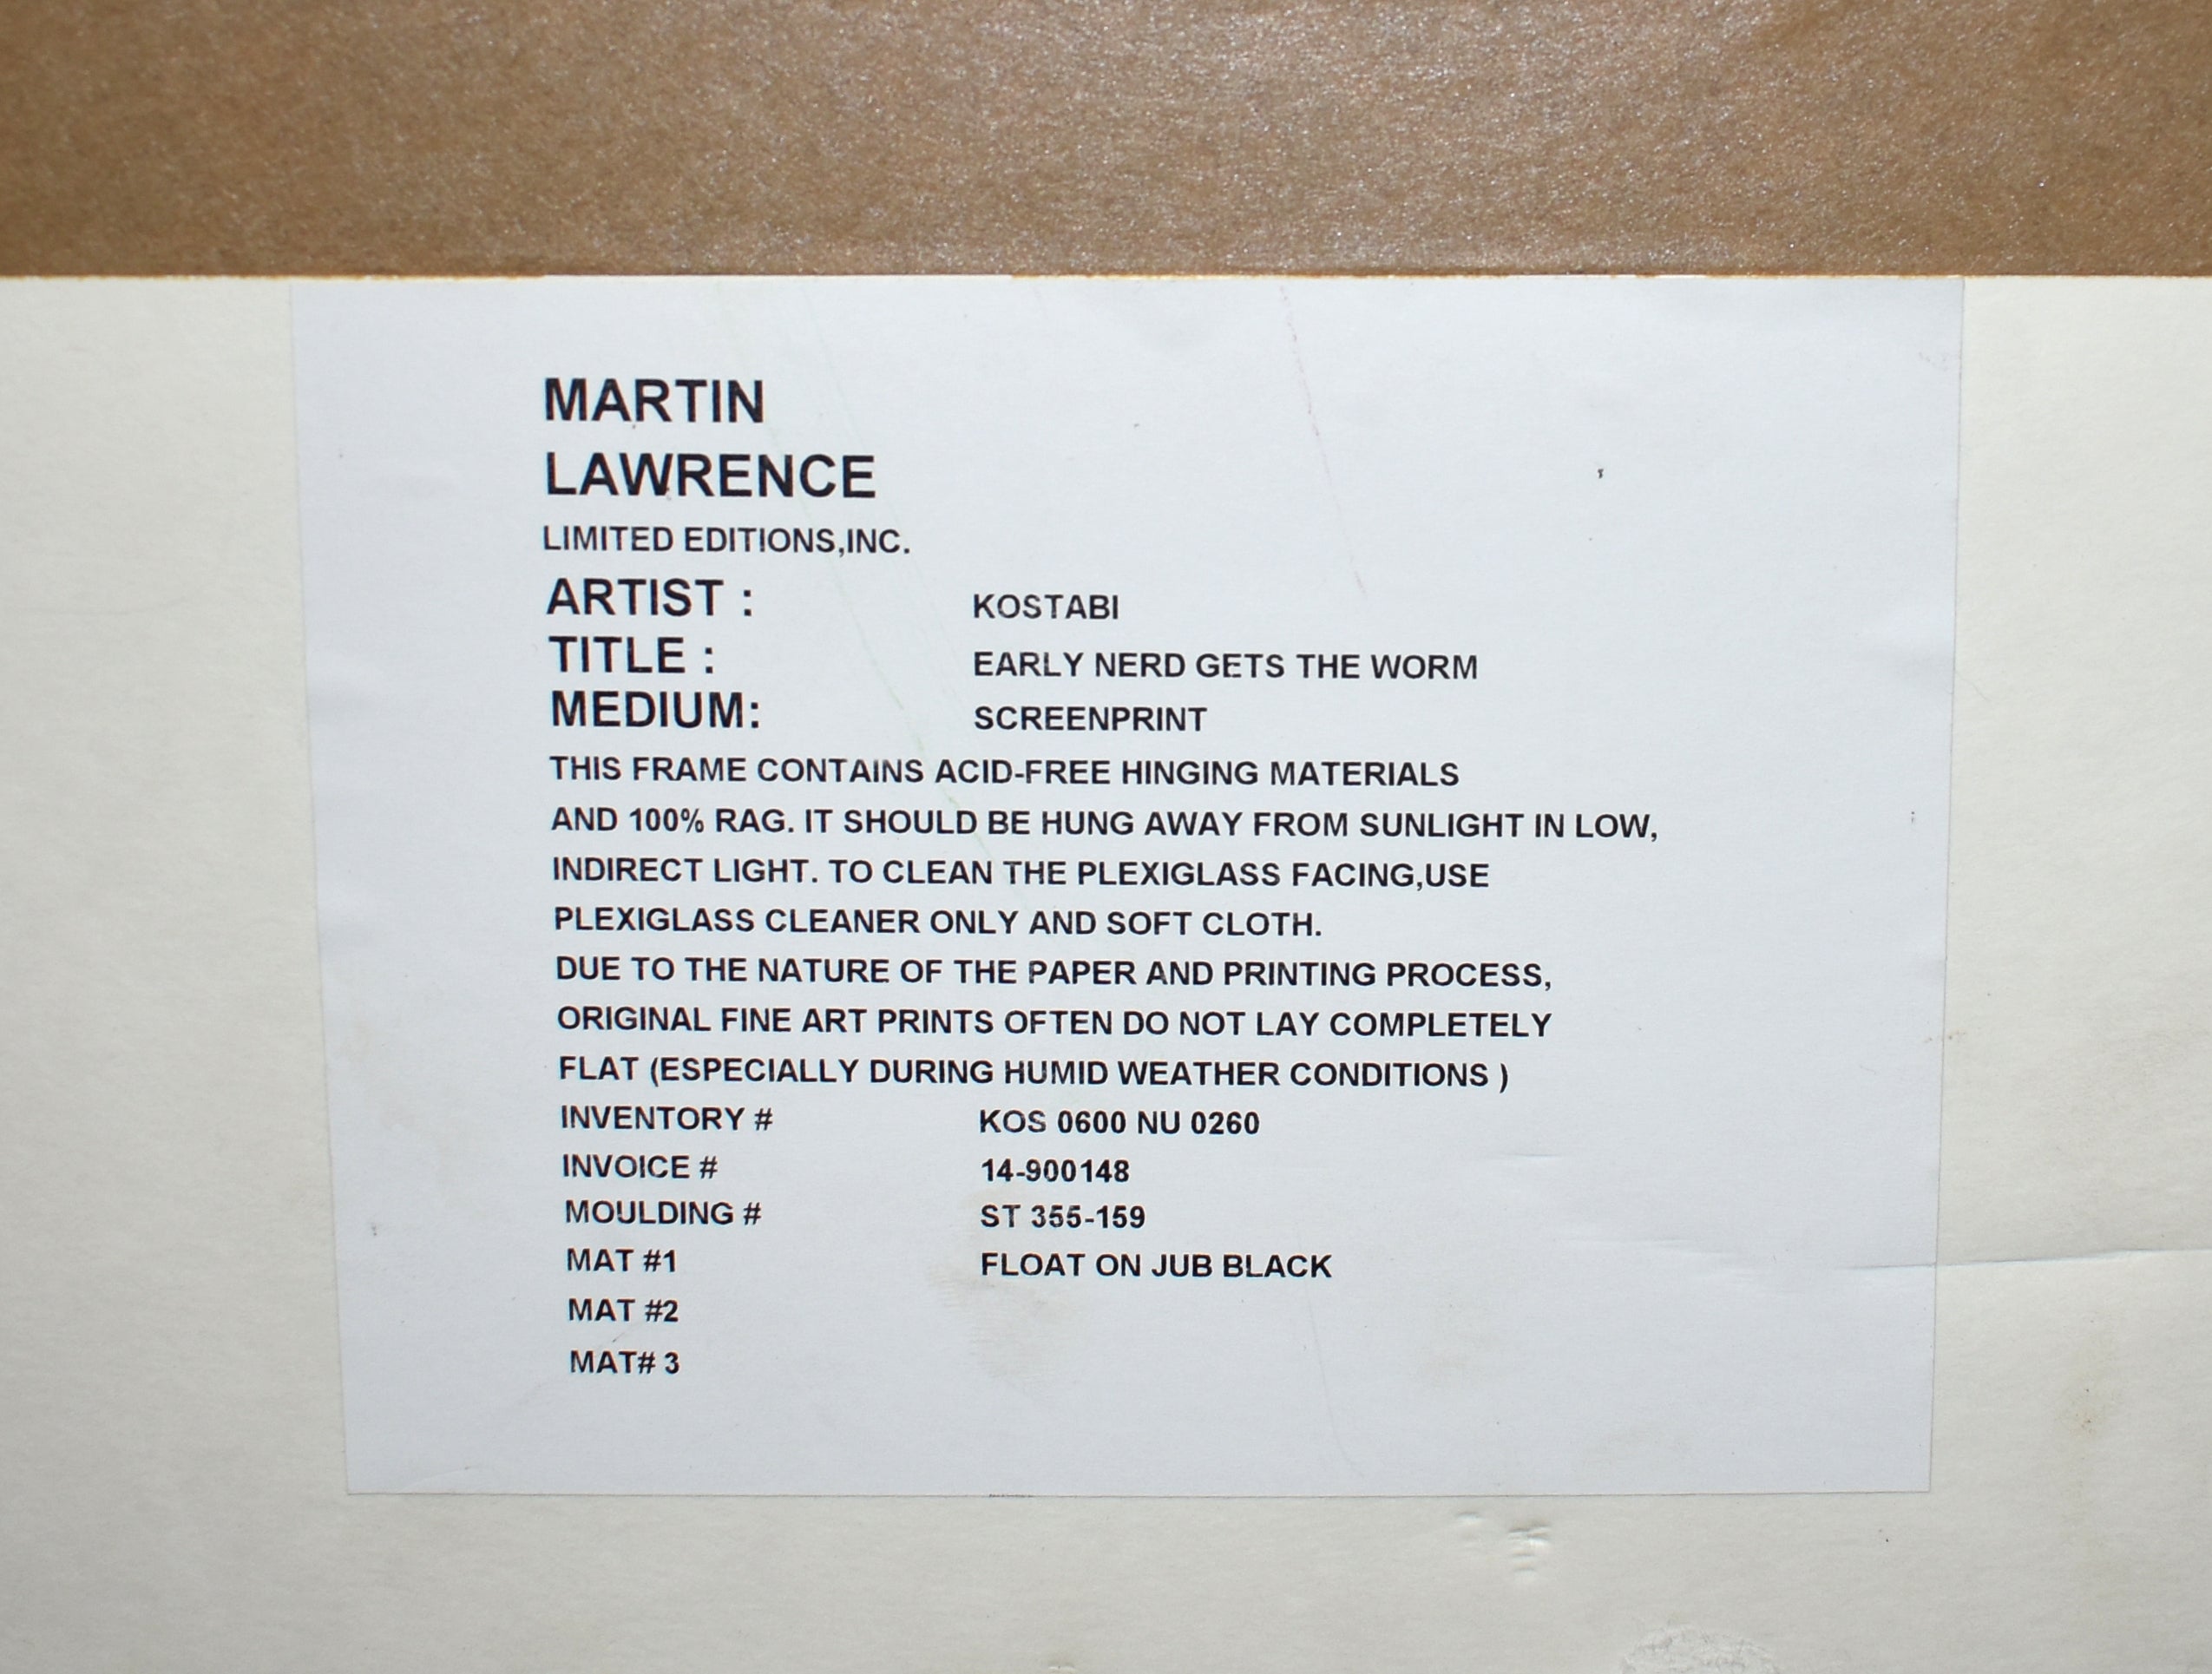 MARTIN
LAWRENCE
LIMITED EDITIONS,INC.
ARTIST : KOSTABI
TITLE : EARLY NERD GETS THE WORM
MEDIUM: SCREENPRINT
THIS FRAME CONTAINS ACID-FREE HINGING MATERIALS
AND 100% RAG. IT SHOULD BE HUNG AWAY FROM SUNLIGHT IN LOW,
INDIRECT LIGHT. TO CLEAN THE PLEXIGLASS FACING,USE
PLEXIGLASS CLEANER ONLY AND SOFT CLOTH.
DUE TO THE NATURE OF THE PAPER AND PRINTING PROCESS,
ORIGINAL FINE ART PRINTS OFTEN DO NOT LAY COMPLETELY
FLAT (ESPECIALLY DURING HUMID WEATHER CONDITIONS )
INVENTORY # KOS 0600 NU 0260
INVOICE # 14-900148
MOULDING # ST 355-159
MAT #1 FLOAT ON JUB BLACK
MAT #2
MAT# 3